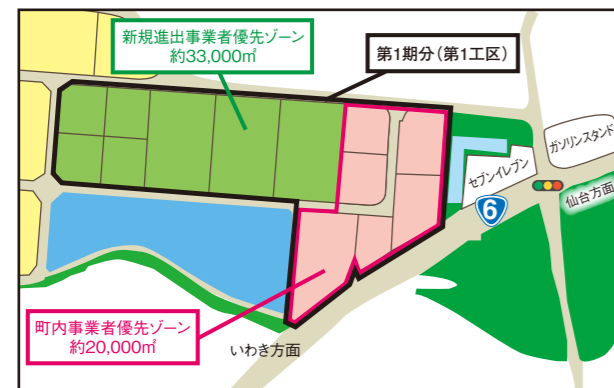 新規進出事業者優先ゾーン
約33,000㎡
第1期分(第1工区)
ガソリンスタンド
セブンイレブン
仙台方面
6
町内事業者優先ゾーン
約20,000㎡
いわき方面